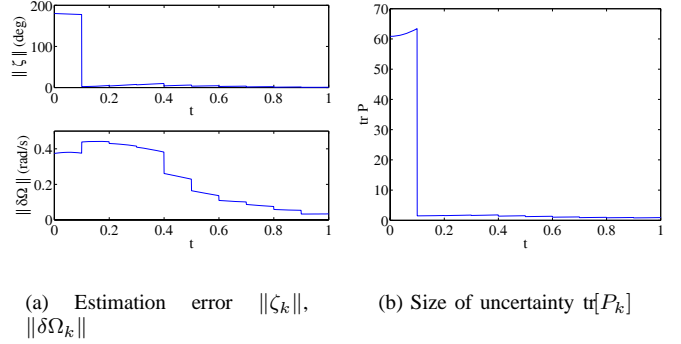 200
100
0
‖ ζ ‖ (deg)
0 0.2 0.4 0.6 0.8 1
t
0.4
0.2
0
‖ δΩ ‖ (rad/s)
0 0.2 0.4 0.6 0.8 1
t
(a) Estimation error ‖ζₖ‖,
‖δΩₖ‖
70
60
50
40
30
20
10
0
tr P
0 0.2 0.4 0.6 0.8 1
t
(b) Size of uncertainty tr[Pₖ]